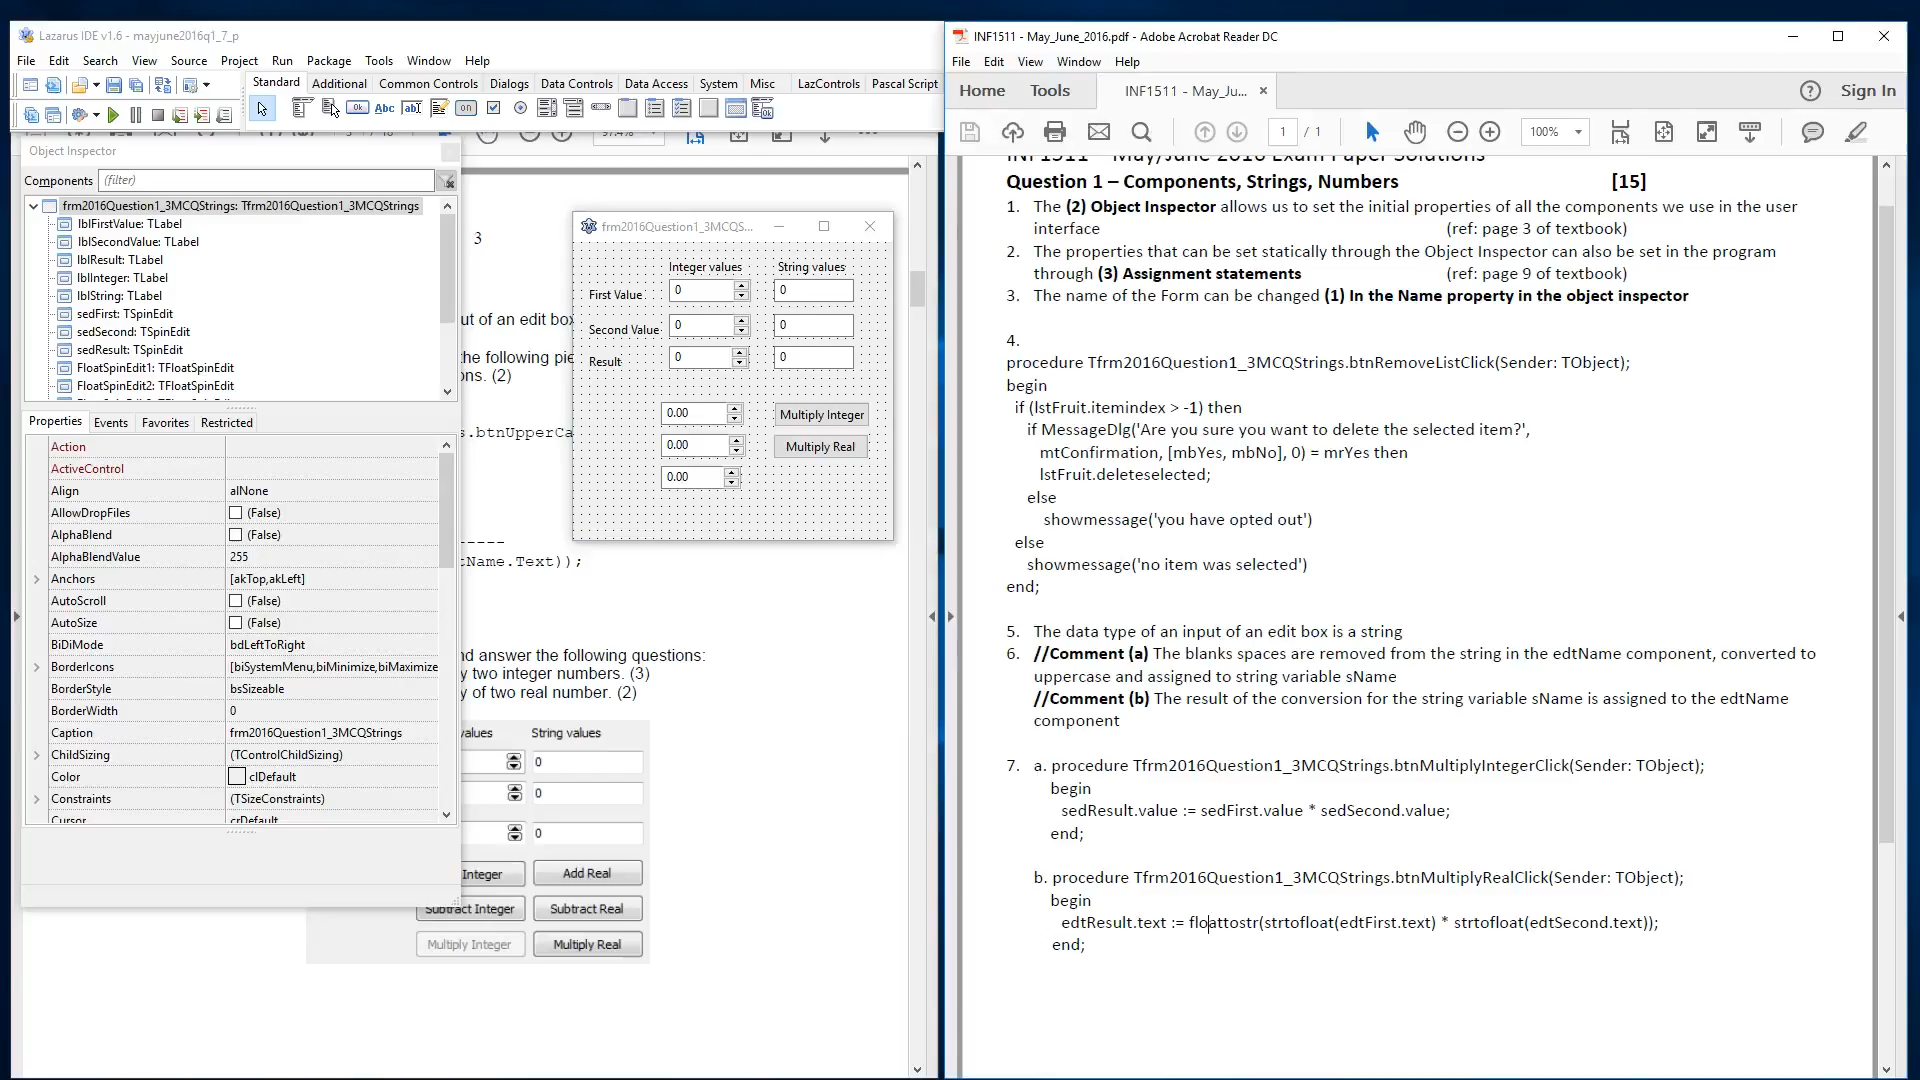 Lazarus IDE v1.6 - mayjune2016q1_7_p
File Edit Search View Source Project Run Package Tools Window Help
Standard Additional Common Controls Dialogs Data Controls Data Access System Misc LazControls Pascal Script
Ok Abc ab on
Object Inspector
Components (filter)
frm2016Question1_3MCQStrings: Tfrm2016Question1_3MCQStrings
lblFirstValue: TLabel
lblSecondValue: TLabel
lblResult: TLabel
lblInteger: TLabel
lblString: TLabel
sedFirst: TSpinEdit
sedSecond: TSpinEdit
sedResult: TSpinEdit
FloatSpinEdit1: TFloatSpinEdit
FloatSpinEdit2: TFloatSpinEdit
Properties Events Favorites Restricted
Action
ActiveControl
Align alNone
AllowDropFiles (False)
AlphaBlend (False)
AlphaBlendValue 255
Anchors [akTop,akLeft]
AutoScroll (False)
AutoSize (False)
BiDiMode bdLeftToRight
BorderIcons [biSystemMenu,biMinimize,biMaximize
BorderStyle bsSizeable
BorderWidth 0
Caption frm2016Question1_3MCQStrings
ChildSizing (TControlChildSizing)
Color clDefault
Constraints (TSizeConstraints)
Cursor crDefault
3
ut of an edit box
he following pie
ons. (2)
s.btnUpperCa
-----
tName.Text));
nd answer the following questions:
y two integer numbers. (3)
y of two real number. (2)
values String values
0
0
0
Integer Add Real
Subtract Integer Subtract Real
Multiply Integer Multiply Real
frm2016Question1_3MCQS...
Integer values String values
First Value 0 0
Second Value 0 0
Result 0 0
0.00 Multiply Integer
0.00 Multiply Real
0.00
INF1511 - May_June_2016.pdf - Adobe Acrobat Reader DC
File Edit View Window Help
Home Tools INF1511 - May_Ju... Sign In
1 / 1 100%
INF1511 – May/June 2016 Exam Paper Solutions
Question 1 – Components, Strings, Numbers [15]
1. The (2) Object Inspector allows us to set the initial properties of all the components we use in the user
interface (ref: page 3 of textbook)
2. The properties that can be set statically through the Object Inspector can also be set in the program
through (3) Assignment statements (ref: page 9 of textbook)
3. The name of the Form can be changed (1) In the Name property in the object inspector
4.
procedure Tfrm2016Question1_3MCQStrings.btnRemoveListClick(Sender: TObject);
begin
if (lstFruit.itemindex > -1) then
if MessageDlg('Are you sure you want to delete the selected item?',
mtConfirmation, [mbYes, mbNo], 0) = mrYes then
lstFruit.deleteselected;
else
showmessage('you have opted out')
else
showmessage('no item was selected')
end;
5. The data type of an input of an edit box is a string
6. //Comment (a) The blanks spaces are removed from the string in the edtName component, converted to
uppercase and assigned to string variable sName
//Comment (b) The result of the conversion for the string variable sName is assigned to the edtName
component
7. a. procedure Tfrm2016Question1_3MCQStrings.btnMultiplyIntegerClick(Sender: TObject);
begin
sedResult.value := sedFirst.value * sedSecond.value;
end;
b. procedure Tfrm2016Question1_3MCQStrings.btnMultiplyRealClick(Sender: TObject);
begin
edtResult.text := floattostr(strtofloat(edtFirst.text) * strtofloat(edtSecond.text));
end;